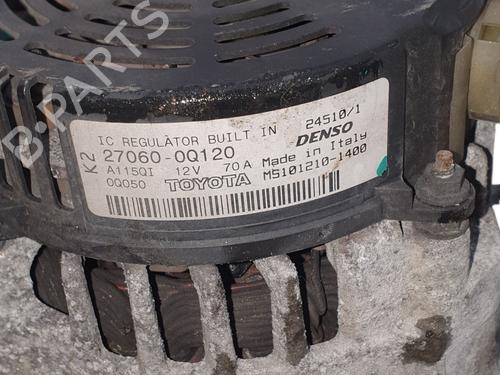 B-PARTS
IC REGULATOR BUILT IN 24510/1
K2 27060-0Q120 DENSO
A115QI 12V 70A Made in Italy
0Q050 TOYOTA MS101210-1400